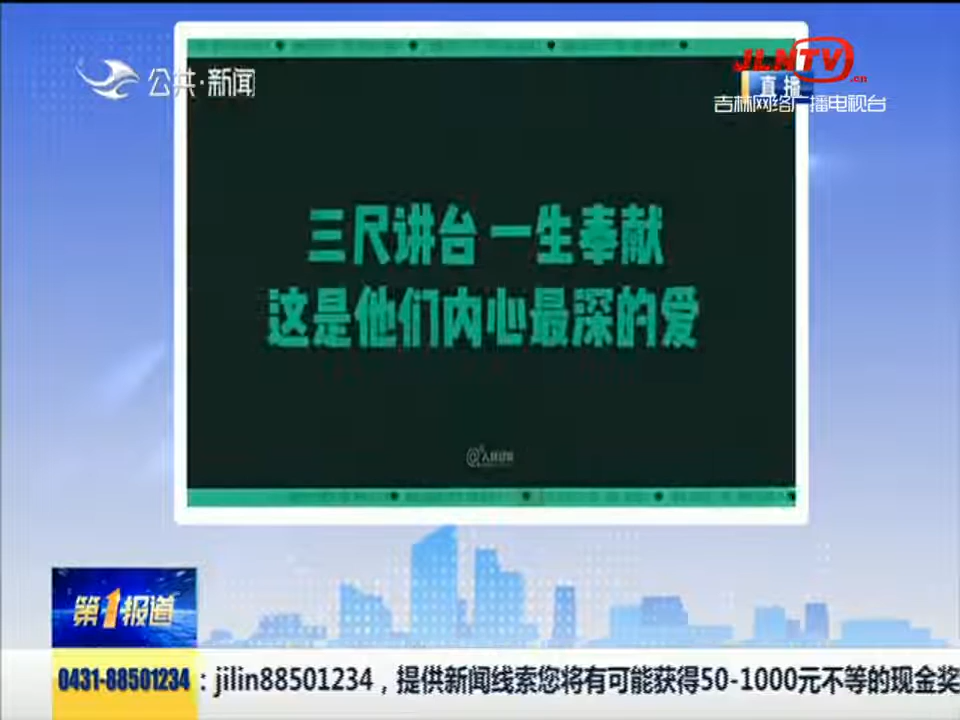 公共·新闻
JLNTV.cn
直播
吉林网络广播电视台
三尺讲台 一生奉献
这是他们内心最深的爱
第1报道
0431-88501234：jilin88501234，提供新闻线索您将有可能获得50-1000元不等的现金奖